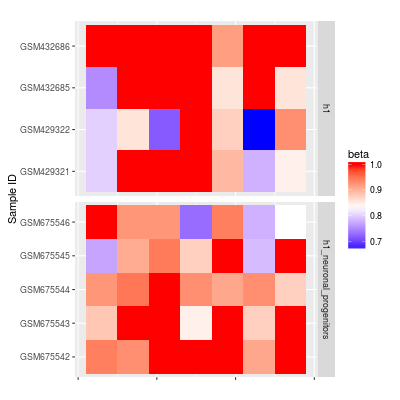 Sample ID
GSM432686
GSM432685
GSM429322
GSM429321
h1
GSM675546
GSM675545
GSM675544
GSM675543
GSM675542
h1_neuronal_progenitors
beta
1.0
0.9
0.8
0.7